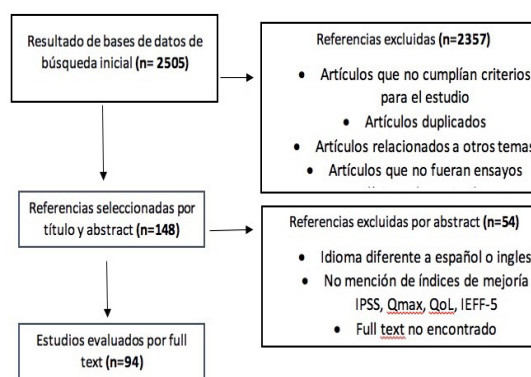 Resultado de bases de datos de
búsqueda inicial (n= 2505)
Referencias excluidas (n=2357)
• Artículos que no cumplían criterios
para el estudio
• Artículos duplicados
• Artículos relacionados a otros temas
• Artículos que no fueran ensayos
Referencias seleccionadas por
título y abstract (n=148)
Referencias excluidas por abstract (n=54)
• Idioma diferente a español o ingles
• No mención de índices de mejoría
IPSS, Qmax, QoL, IEFF-5
• Full text no encontrado
Estudios evaluados por full
text (n=94)